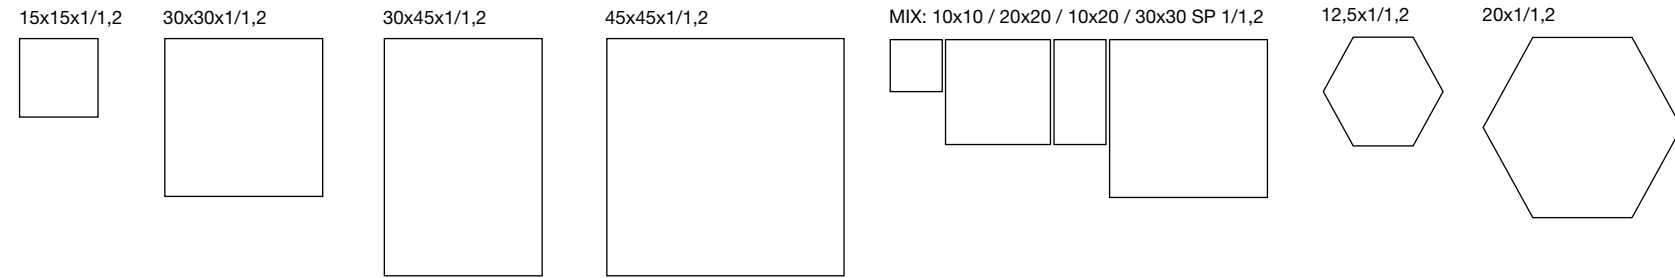 15x15x1/1,2
30x30x1/1,2
30x45x1/1,2
45x45x1/1,2
MIX: 10x10 / 20x20 / 10x20 / 30x30 SP 1/1,2
12,5x1/1,2
20x1/1,2